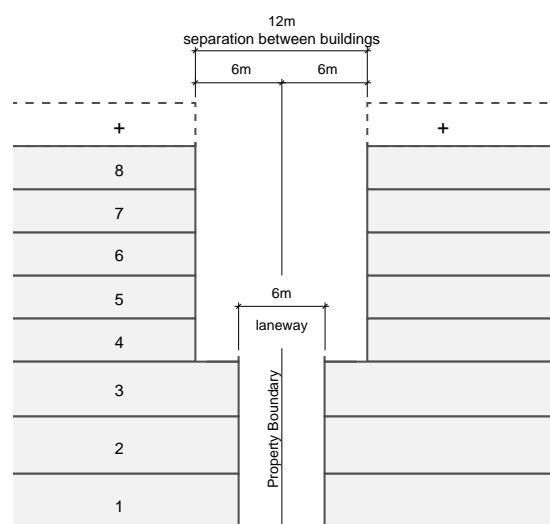 12m
separation between buildings
6m 6m
+ +
8
7
6
5
6m
laneway
4
3
Property Boundary
2
1